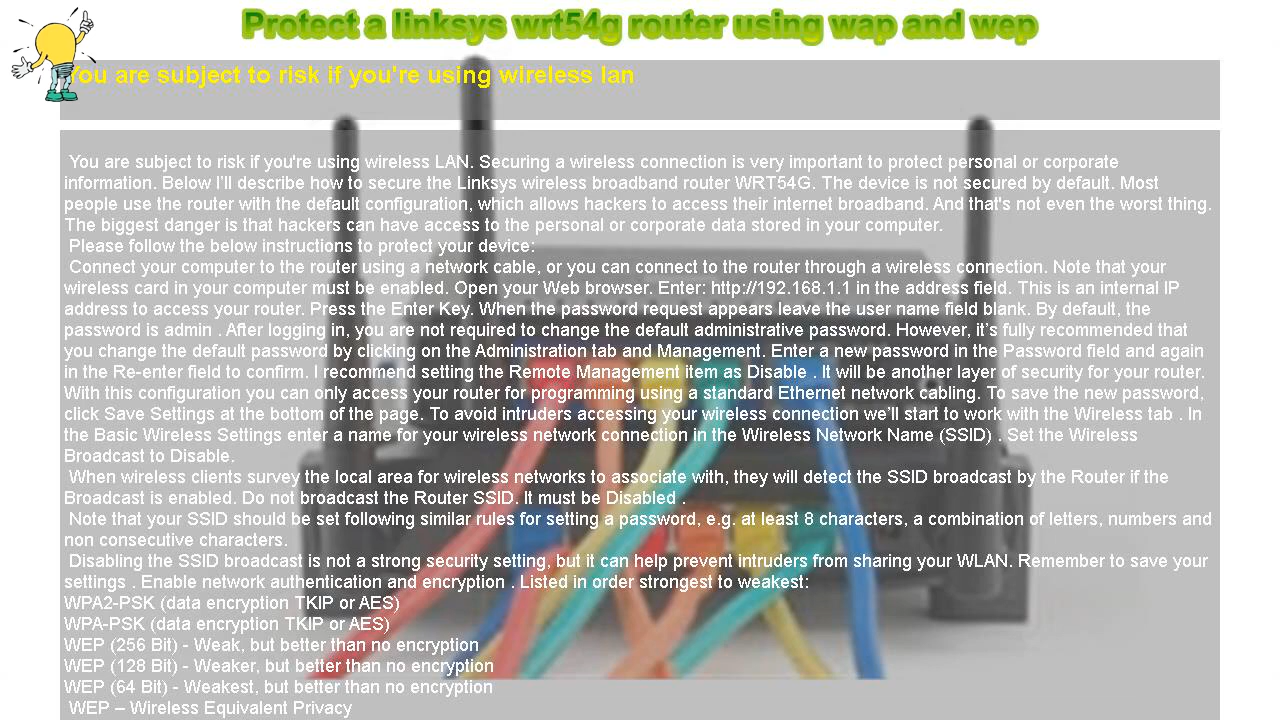 Protect a linksys wrt54g router using wap and wep
You are subject to risk if you're using wireless lan
You are subject to risk if you're using wireless LAN. Securing a wireless connection is very important to protect personal or corporate
information. Below I'll describe how to secure the Linksys wireless broadband router WRT54G. The device is not secured by default. Most
people use the router with the default configuration, which allows hackers to access their internet broadband. And that's not even the worst thing.
The biggest danger is that hackers can have access to the personal or corporate data stored in your computer.
Please follow the below instructions to protect your device:
Connect your computer to the router using a network cable, or you can connect to the router through a wireless connection. Note that your
wireless card in your computer must be enabled. Open your Web browser. Enter: http://192.168.1.1 in the address field. This is an internal IP
address to access your router. Press the Enter Key. When the password request appears leave the user name field blank. By default, the
password is admin . After logging in, you are not required to change the default administrative password. However, it's fully recommended that
you change the default password by clicking on the Administration tab and Management. Enter a new password in the Password field and again
in the Re-enter field to confirm. I recommend setting the Remote Management item as Disable . It will be another layer of security for your router.
With this configuration you can only access your router for programming using a standard Ethernet network cabling. To save the new password,
click Save Settings at the bottom of the page. To avoid intruders accessing your wireless connection we'll start to work with the Wireless tab . In
the Basic Wireless Settings enter a name for your wireless network connection in the Wireless Network Name (SSID) . Set the Wireless
Broadcast to Disable.
When wireless clients survey the local area for wireless networks to associate with, they will detect the SSID broadcast by the Router if the
Broadcast is enabled. Do not broadcast the Router SSID. It must be Disabled .
Note that your SSID should be set following similar rules for setting a password, e.g. at least 8 characters, a combination of letters, numbers and
non consecutive characters.
Disabling the SSID broadcast is not a strong security setting, but it can help prevent intruders from sharing your WLAN. Remember to save your
settings . Enable network authentication and encryption . Listed in order strongest to weakest:
WPA2-PSK (data encryption TKIP or AES)
WPA-PSK (data encryption TKIP or AES)
WEP (256 Bit) - Weak, but better than no encryption
WEP (128 Bit) - Weaker, but better than no encryption
WEP (64 Bit) - Weakest, but better than no encryption
WEP – Wireless Equivalent Privacy